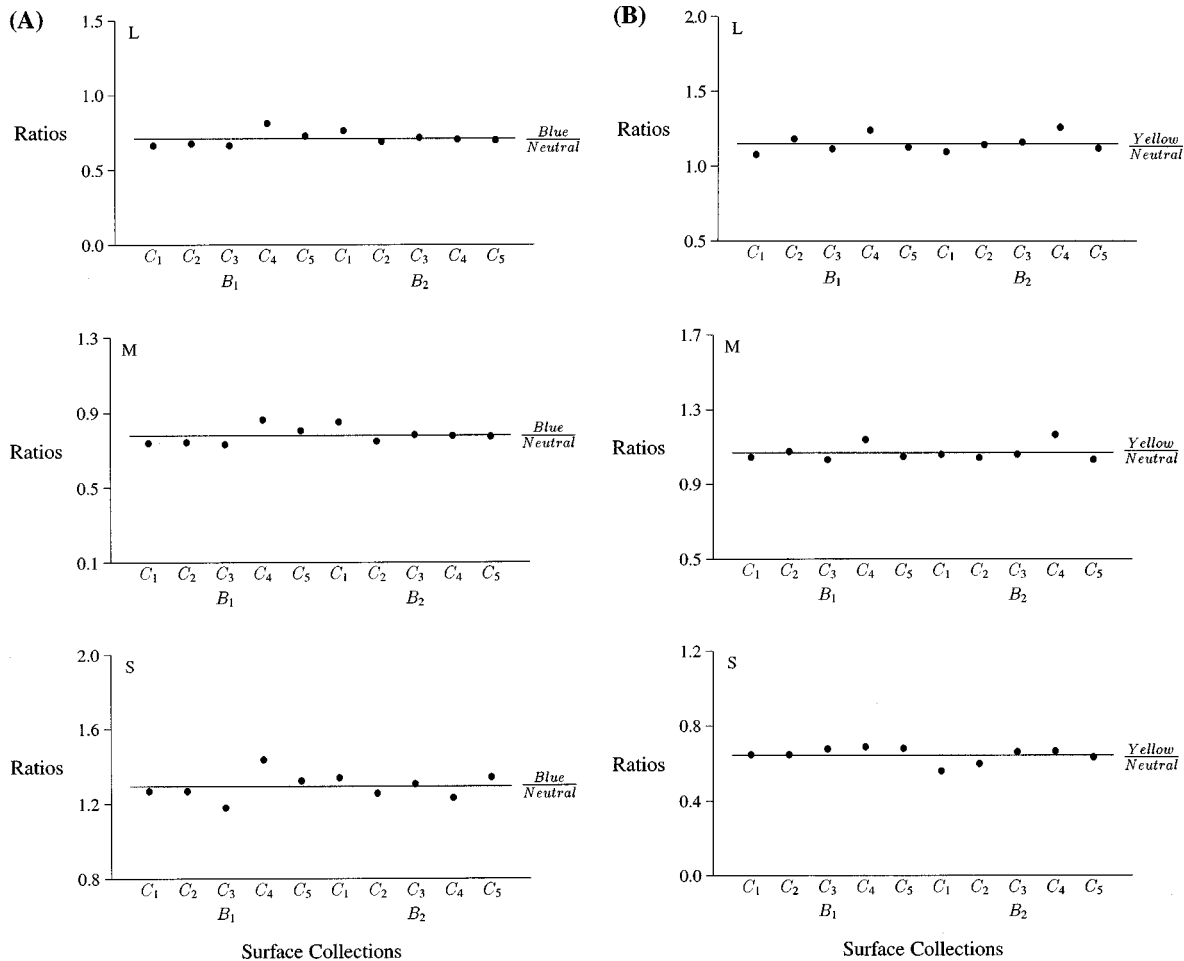 (A)
L
1.5
1.0
0.5
0.0
Ratios
Blue
Neutral
C₁ C₂ C₃ C₄ C₅ C₁ C₂ C₃ C₄ C₅
B₁ B₂
M
1.3
0.9
0.5
0.1
Ratios
Blue
Neutral
C₁ C₂ C₃ C₄ C₅ C₁ C₂ C₃ C₄ C₅
B₁ B₂
S
2.0
1.6
1.2
0.8
Ratios
Blue
Neutral
C₁ C₂ C₃ C₄ C₅ C₁ C₂ C₃ C₄ C₅
B₁ B₂
Surface Collections
(B)
L
2.0
1.5
1.0
0.5
Ratios
Yellow
Neutral
C₁ C₂ C₃ C₄ C₅ C₁ C₂ C₃ C₄ C₅
B₁ B₂
M
1.7
1.3
0.9
0.5
Ratios
Yellow
Neutral
C₁ C₂ C₃ C₄ C₅ C₁ C₂ C₃ C₄ C₅
B₁ B₂
S
1.2
0.8
0.4
0.0
Ratios
Yellow
Neutral
C₁ C₂ C₃ C₄ C₅ C₁ C₂ C₃ C₄ C₅
B₁ B₂
Surface Collections